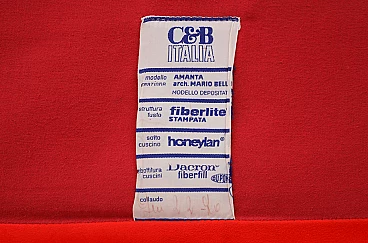 C&B
ITALIA
modello AMANTA
arch. MARIO BELL
MODELLO DEPOSITAT
struttura fiberlite
fusto STAMPATA
sotto
cuscino honeylan®
imbottitura Dacron®
cuscini fiberfill DUPON
collaudo